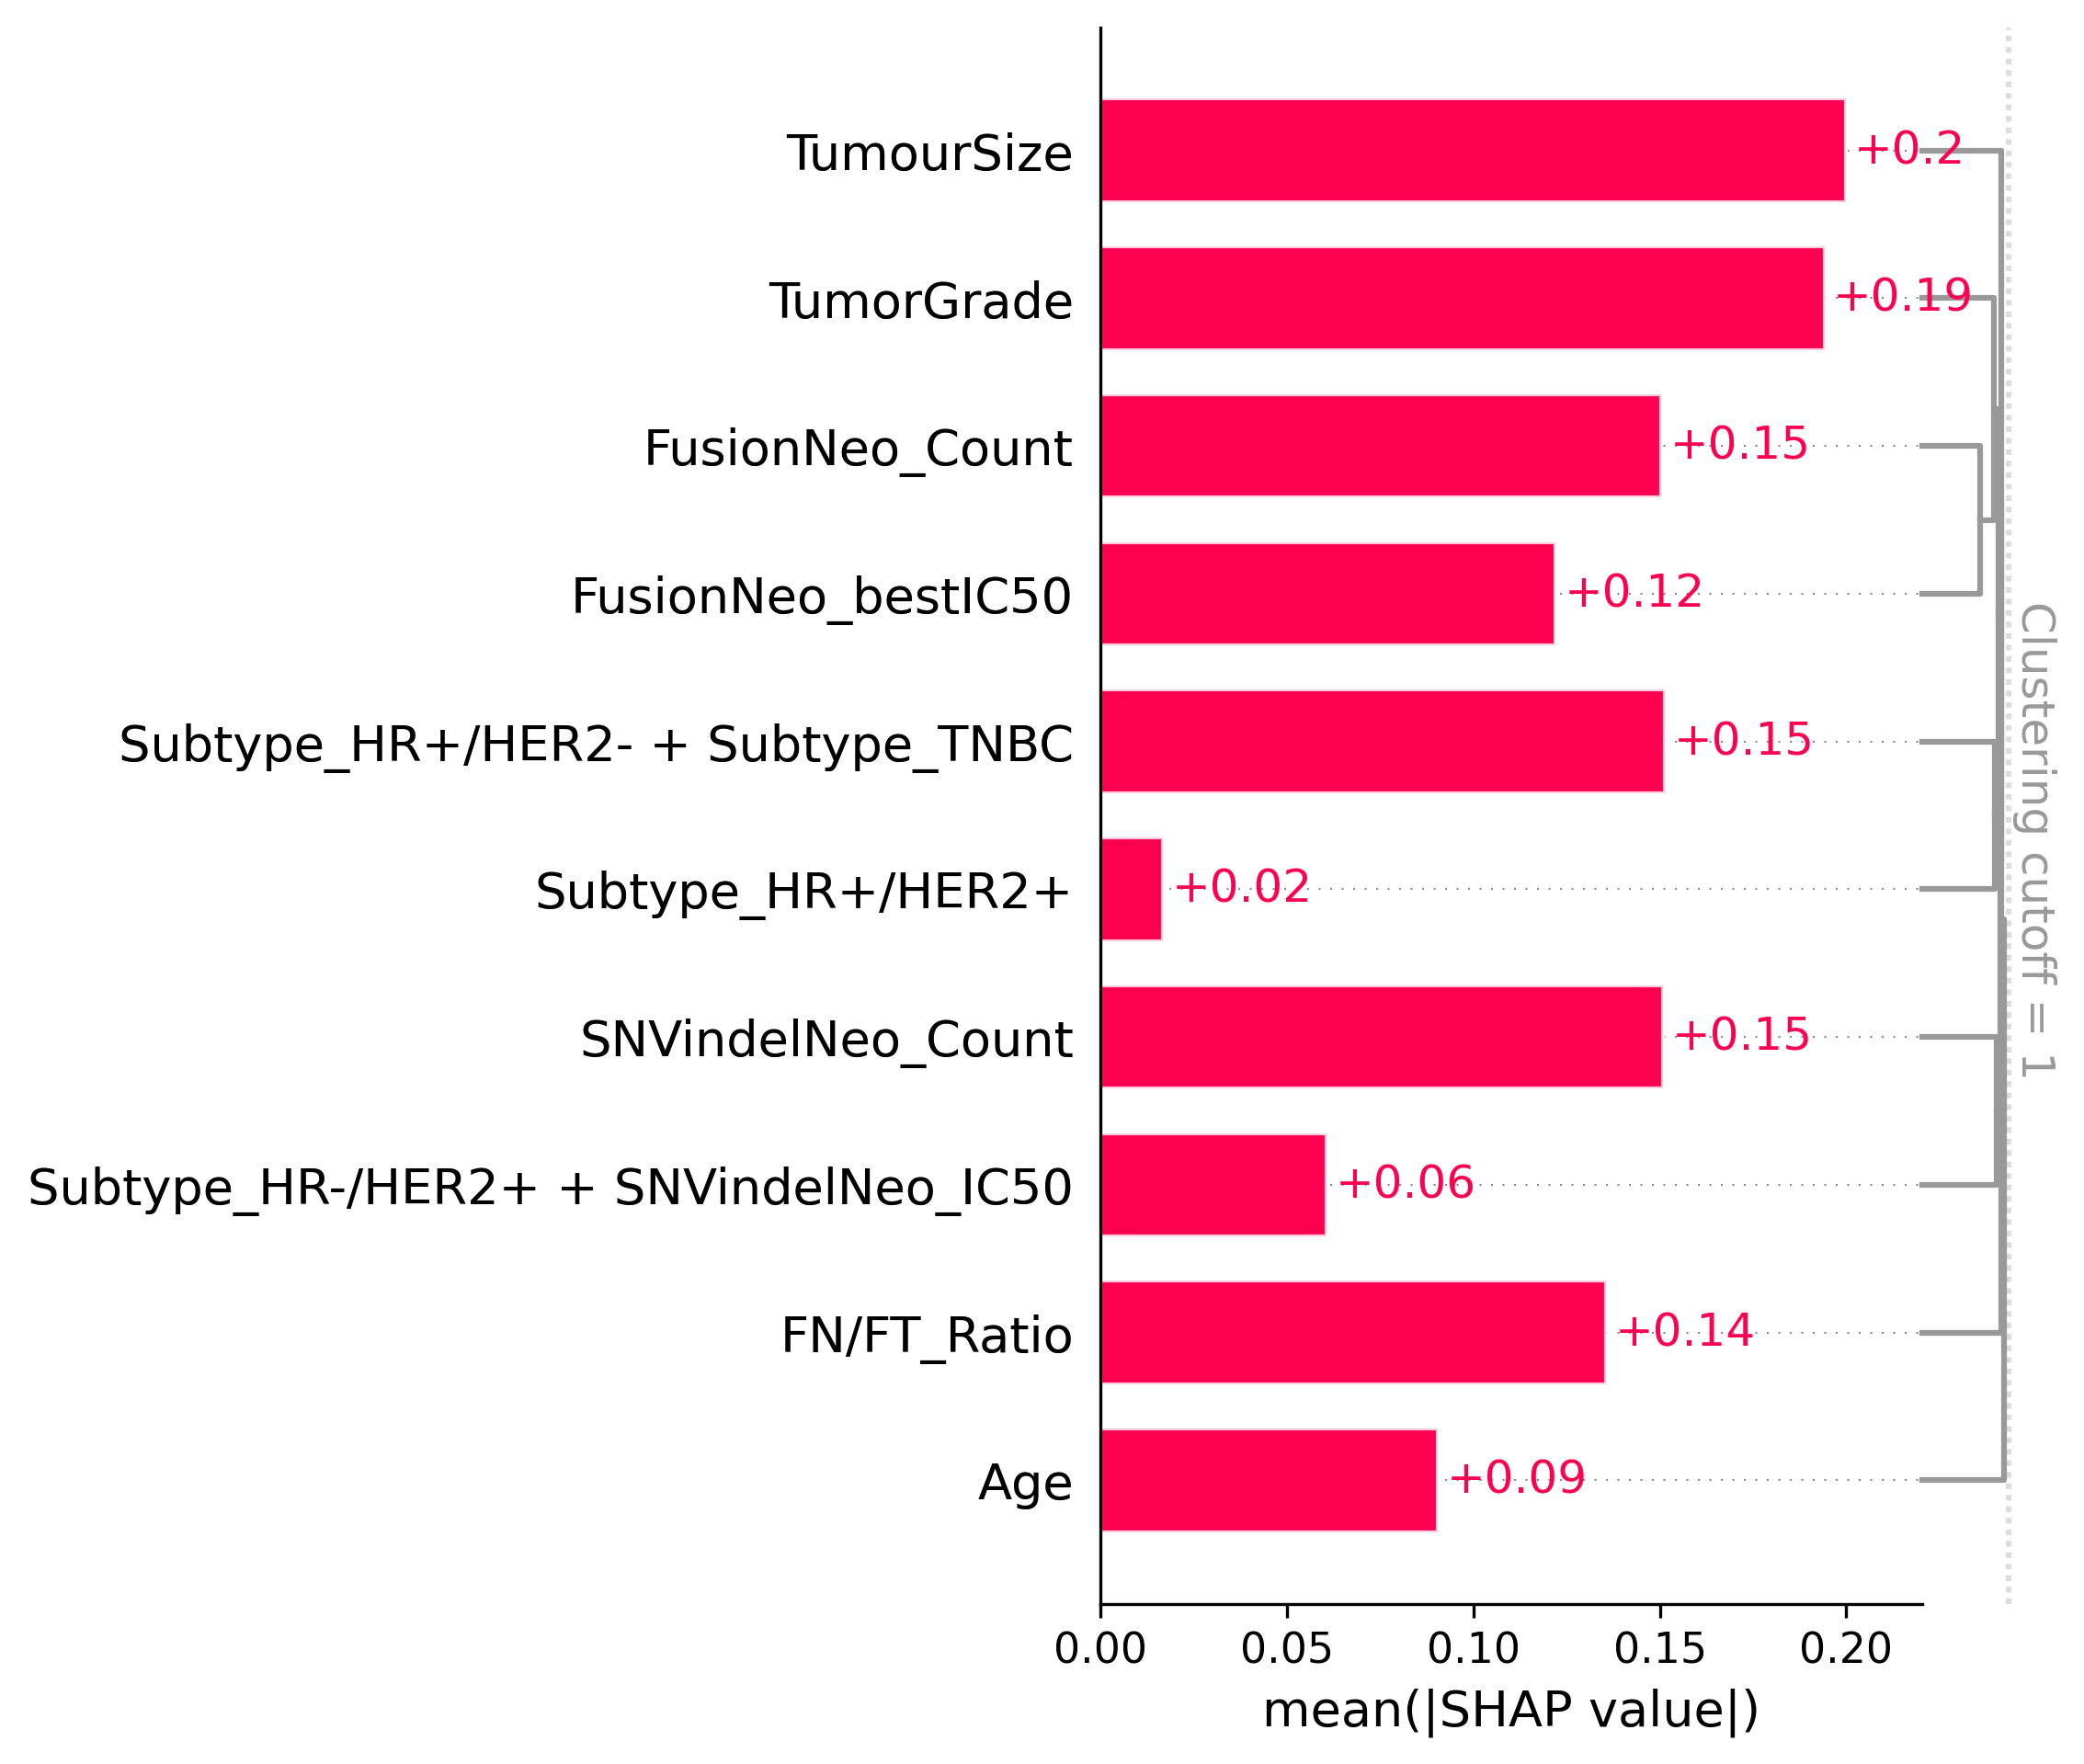 TumourSize +0.2
TumorGrade +0.19
FusionNeo_Count +0.15
FusionNeo_bestIC50 +0.12
Subtype_HR+/HER2- + Subtype_TNBC +0.15
Subtype_HR+/HER2+ +0.02
SNVindelNeo_Count +0.15
Subtype_HR-/HER2+ + SNVindelNeo_IC50 +0.06
FN/FT_Ratio +0.14
Age +0.09
Clustering cutoff = 1
0.00 0.05 0.10 0.15 0.20
mean(|SHAP value|)